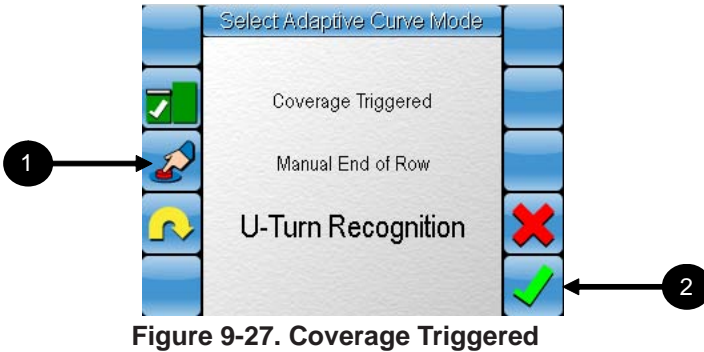 Select Adaptive Curve Mode
Coverage Triggered
1
Manual End of Row
U-Turn Recognition
2
Figure 9-27. Coverage Triggered